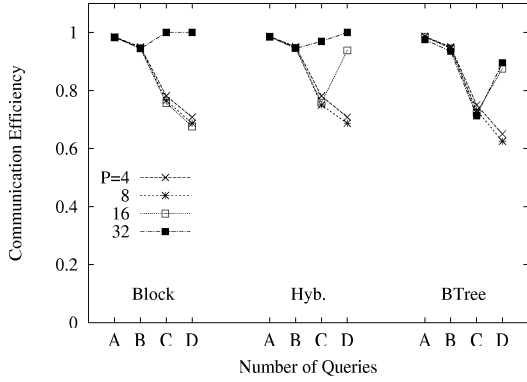 1
0.8
0.6
0.4
0.2
0
Communication Efficiency
P=4
8
16
32
Block
Hyb.
BTree
A B C D A B C D A B C D
Number of Queries